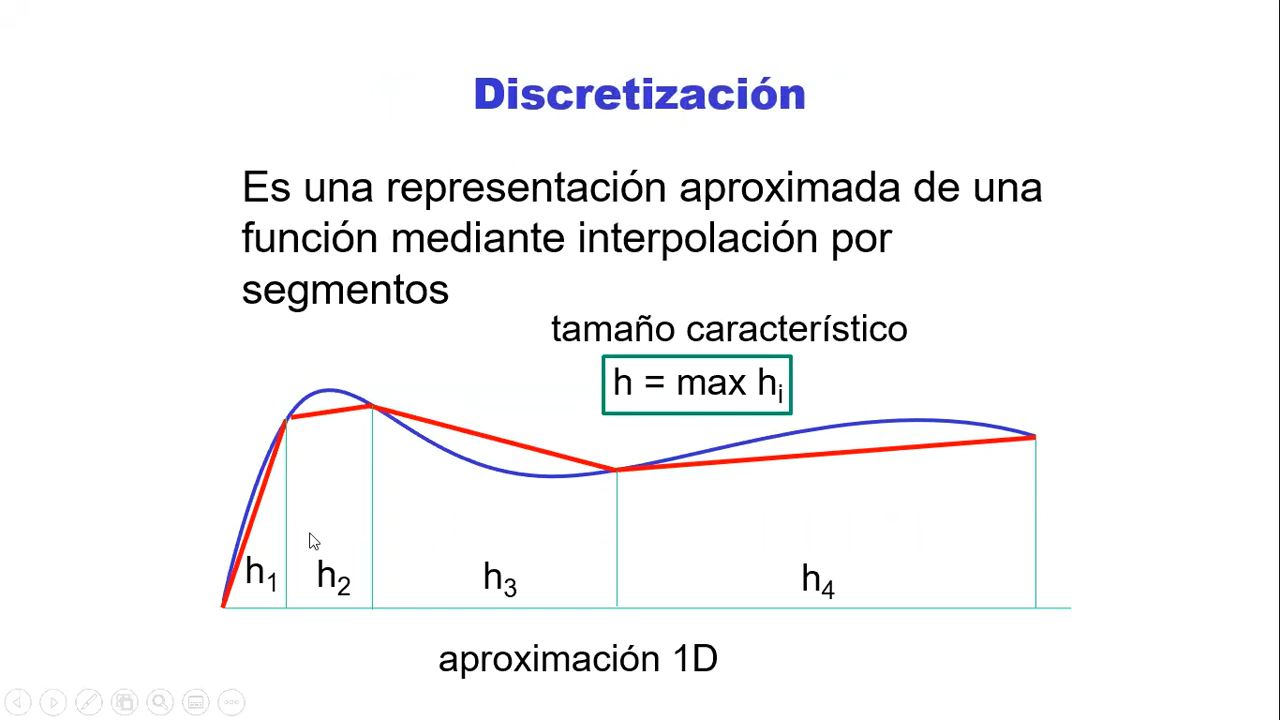 Discretización
Es una representación aproximada de una
función mediante interpolación por
segmentos
tamaño característico
h = max hᵢ
h₁
h₂
h₃
h₄
aproximación 1D